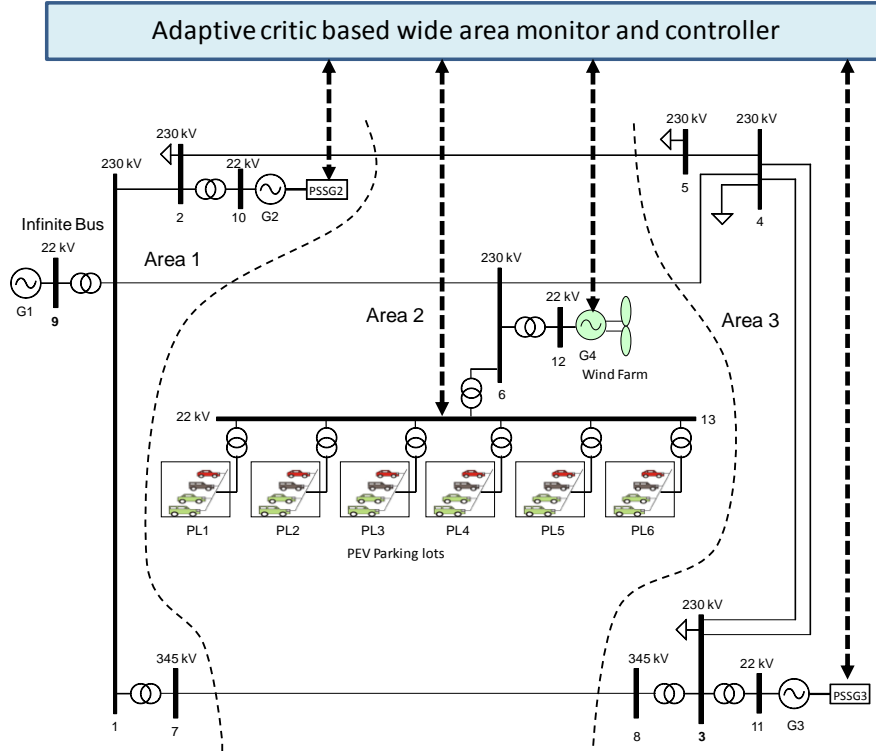 Adaptive critic based wide area monitor and controller
230 kV
230 kV
230 kV
230 kV
22 kV
PSSG2
2
10
G2
5
4
Infinite Bus
22 kV
Area 1
G1
9
230 kV
Area 2
22 kV
Area 3
12
G4
Wind Farm
6
22 kV
13
PL1
PL2
PL3
PL4
PL5
PL6
PEV Parking lots
230 kV
345 kV
345 kV
22 kV
PSSG3
1
7
8
3
11
G3